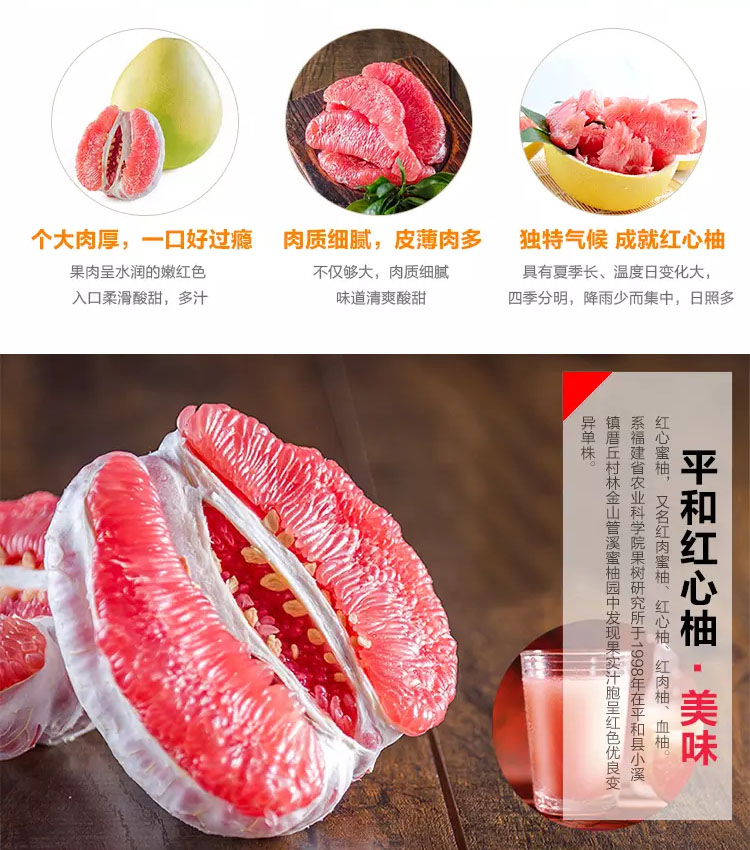 个大肉厚，一口好过瘾
果肉呈水润的嫩红色
入口柔滑酸甜，多汁
肉质细腻，皮薄肉多
不仅够大，肉质细腻
味道清爽酸甜
独特气候 成就红心柚
具有夏季长、温度日变化大，
四季分明，降雨少而集中，日照多
平和红心柚·美味
红心蜜柚，又名红肉蜜柚、红心柚、红肉柚、血柚。
系福建省农业科学院果树研究所于1998年在平和县小溪
镇厝丘村林金山管溪蜜柚园中发现果实汁胞呈红色优良变
异单株。